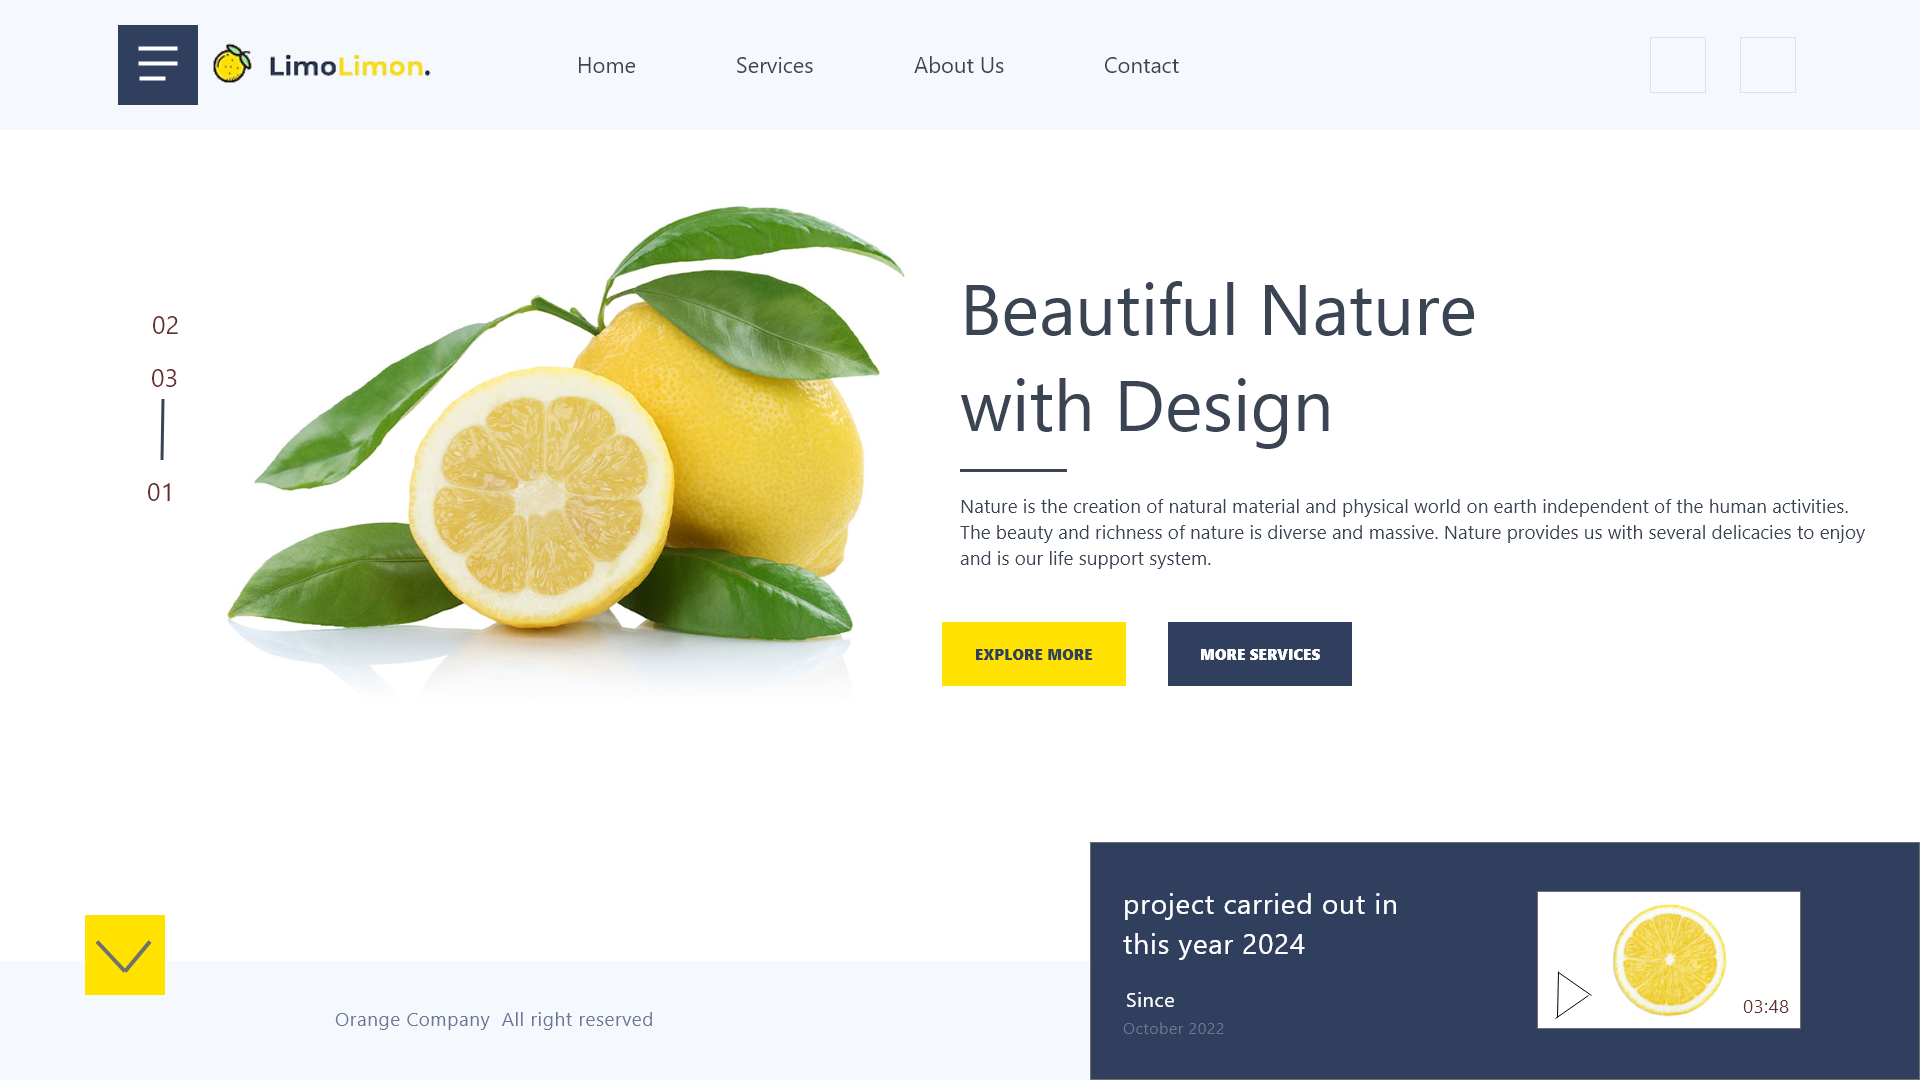 LimoLimon.
Home
Services
About Us
Contact
02
03
01
Beautiful Nature
with Design
Nature is the creation of natural material and physical world on earth independent of the human activities.
The beauty and richness of nature is diverse and massive. Nature provides us with several delicacies to enjoy
and is our life support system.
EXPLORE MORE
MORE SERVICES
project carried out in
this year 2024
Since
October 2022
03:48
Orange Company  All right reserved